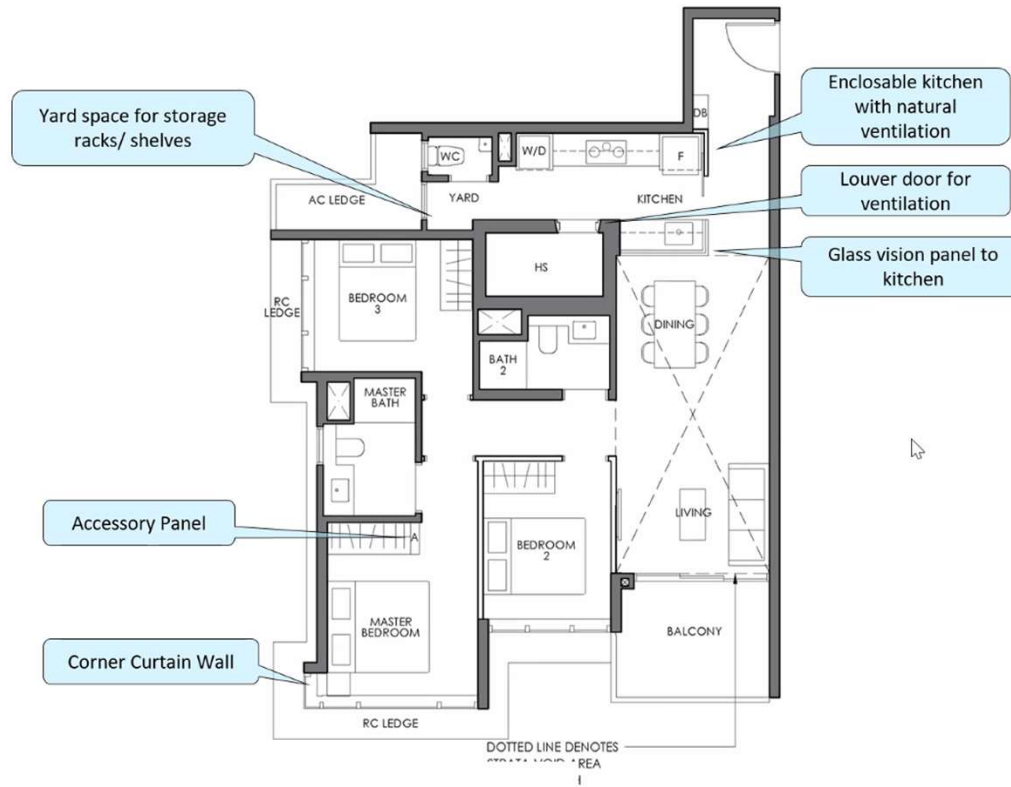 Yard space for storage
racks/ shelves
Enclosable kitchen
with natural
ventilation
DB
WC
W/D
F
AC LEDGE
YARD
KITCHEN
Louver door for
ventilation
Glass vision panel to
kitchen
HS
BEDROOM
3
RC
LEDGE
DINING
BATH
2
MASTER
BATH
Accessory Panel
A
LIVING
BEDROOM
2
MASTER
BEDROOM
BALCONY
Corner Curtain Wall
RC LEDGE
DOTTED LINE DENOTES